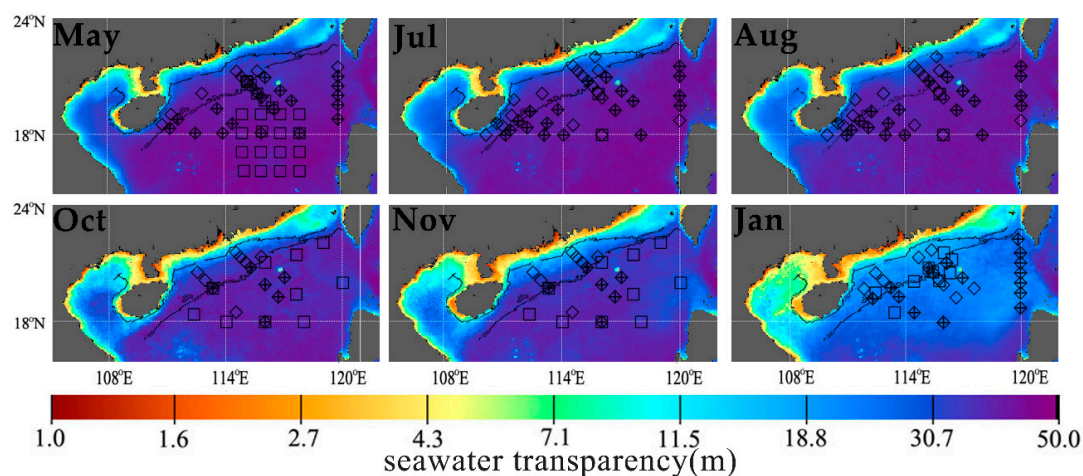 24°N
May
Jul
Aug
18°N
24°N
Oct
Nov
Jan
18°N
108°E 114°E 120°E 108°E 114°E 120°E 108°E 114°E 120°E
1.0 1.6 2.7 4.3 7.1 11.5 18.8 30.7 50.0
seawater transparency(m)